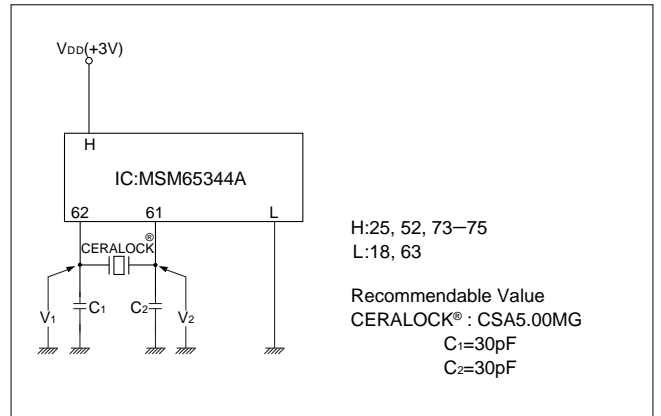 VDD(+3V)
H
IC:MSM65344A
62 61 L
CERALOCK®
V1 C1 C2 V2
H:25, 52, 73—75
L:18, 63
Recommendable Value
CERALOCK® : CSA5.00MG
C1=30pF
C2=30pF